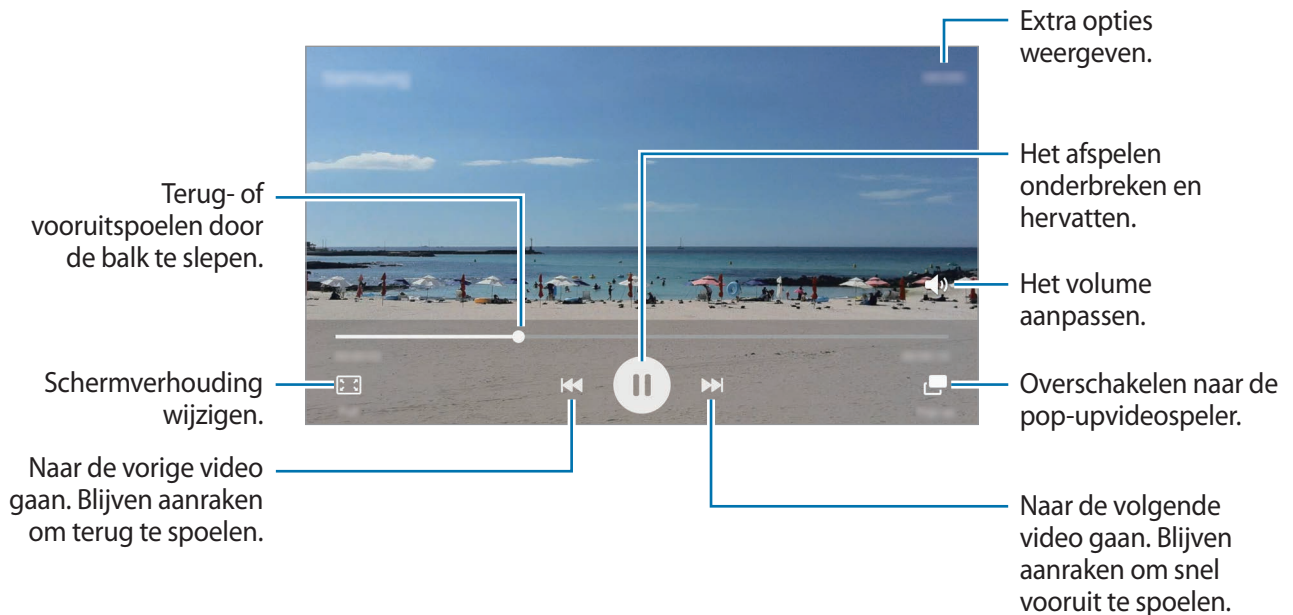 Extra opties
weergeven.
Het afspelen
onderbreken en
hervatten.
Terug- of
vooruitspoelen door
de balk te slepen.
Het volume
aanpassen.
Schermverhouding
wijzigen.
Overschakelen naar de
pop-upvideospeler.
Naar de vorige video
gaan. Blijven aanraken
om terug te spoelen.
Naar de volgende
video gaan. Blijven
aanraken om snel
vooruit te spoelen.